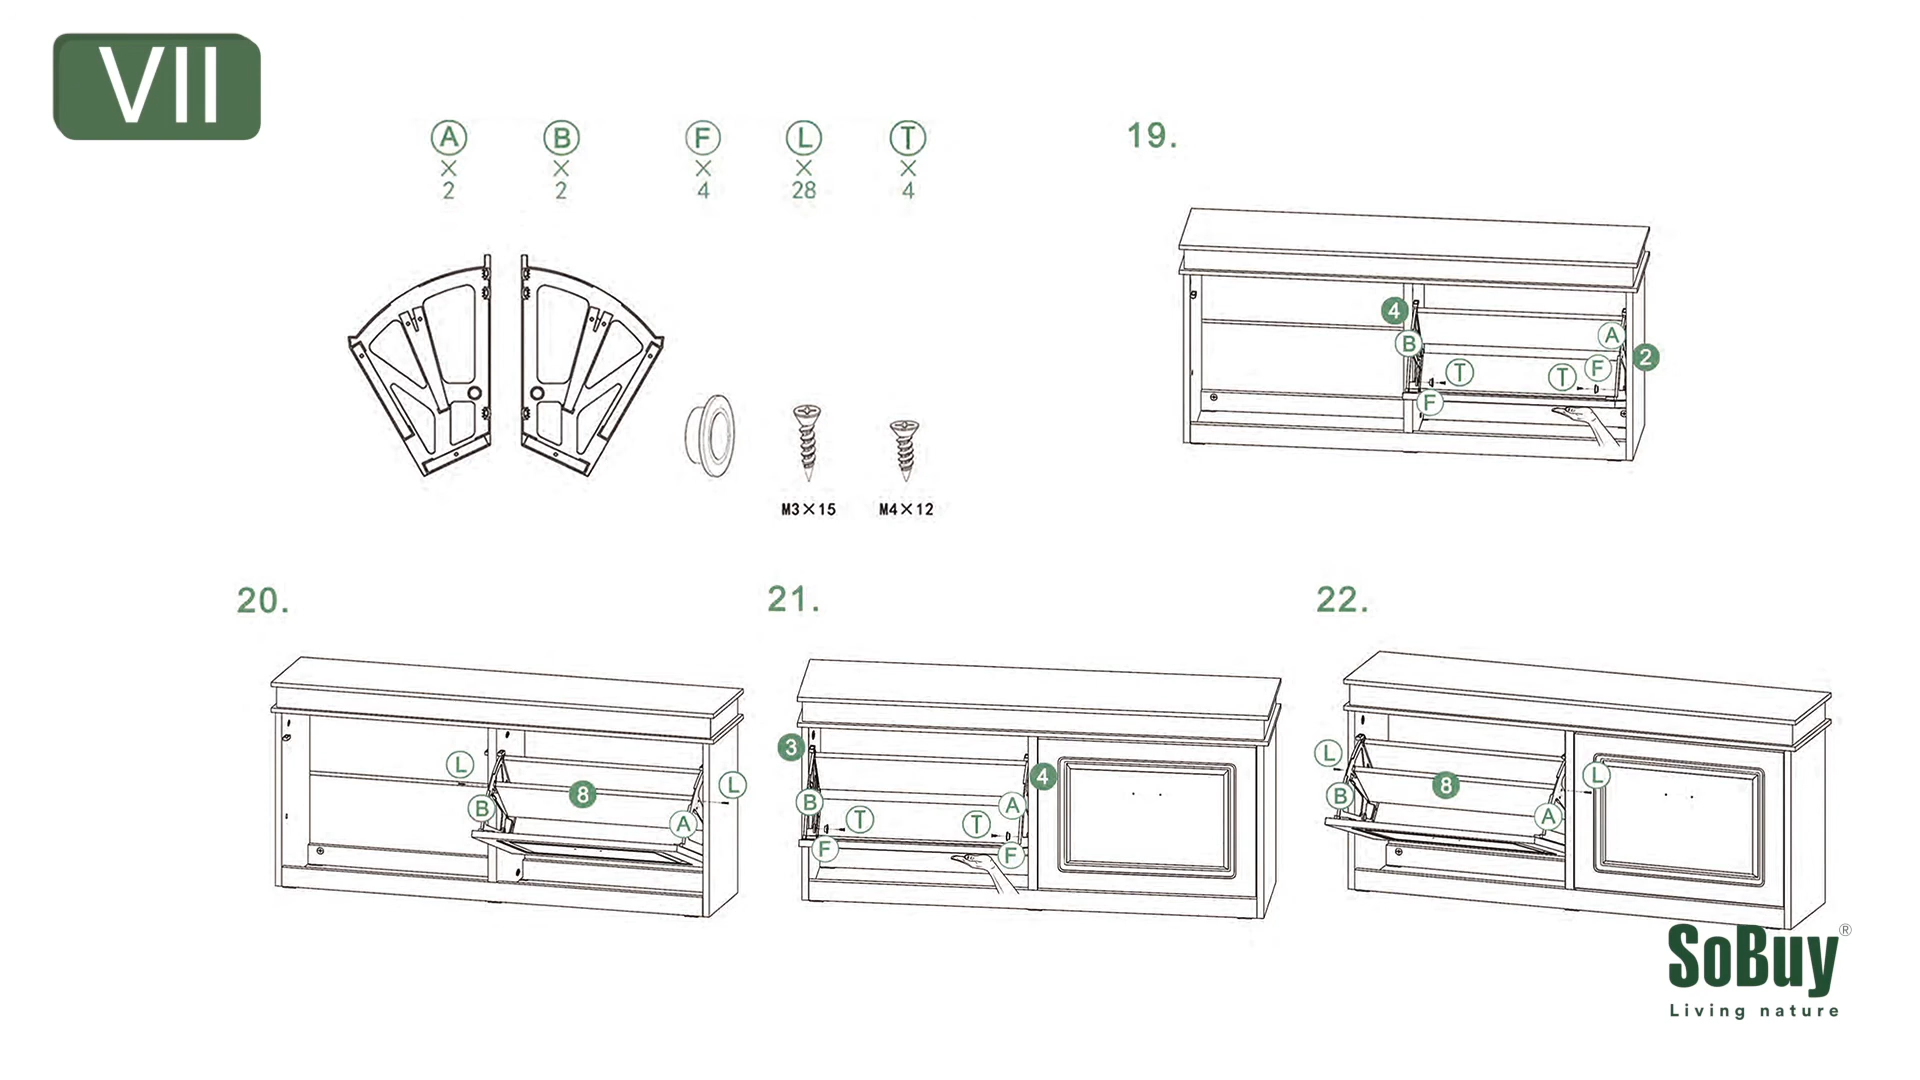 VII
A B F L T
× × × × ×
2 2 4 28 4
M3×15 M4×12
19.
4
B
A
2
F
T
T
F
20.
L
8
L
B
A
21.
3
4
B
A
T
T
F
F
22.
L
L
8
B
A
SoBuy®
Living nature